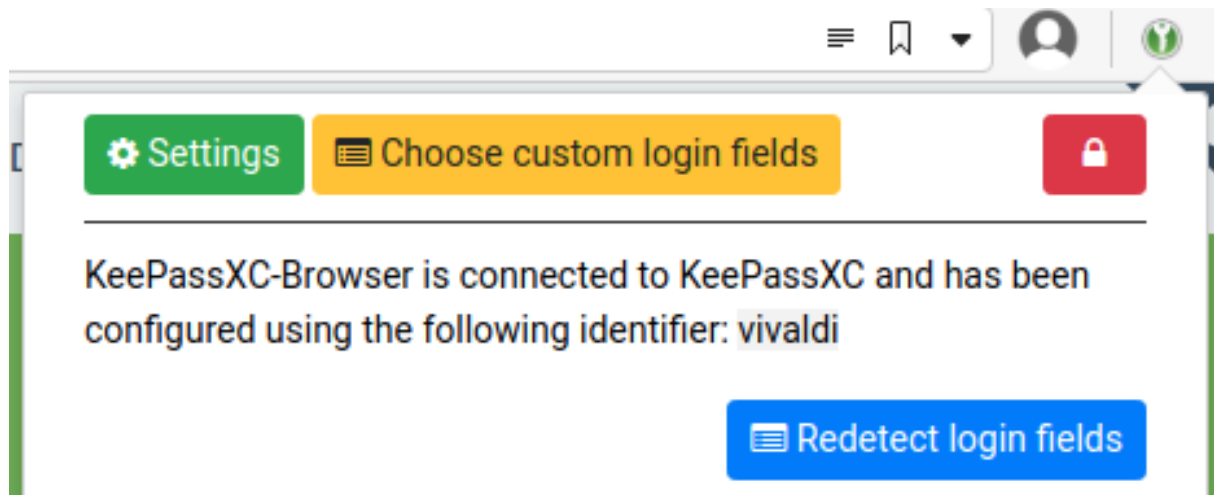 Settings
Choose custom login fields
KeePassXC-Browser is connected to KeePassXC and has been
configured using the following identifier: vivaldi
Redetect login fields